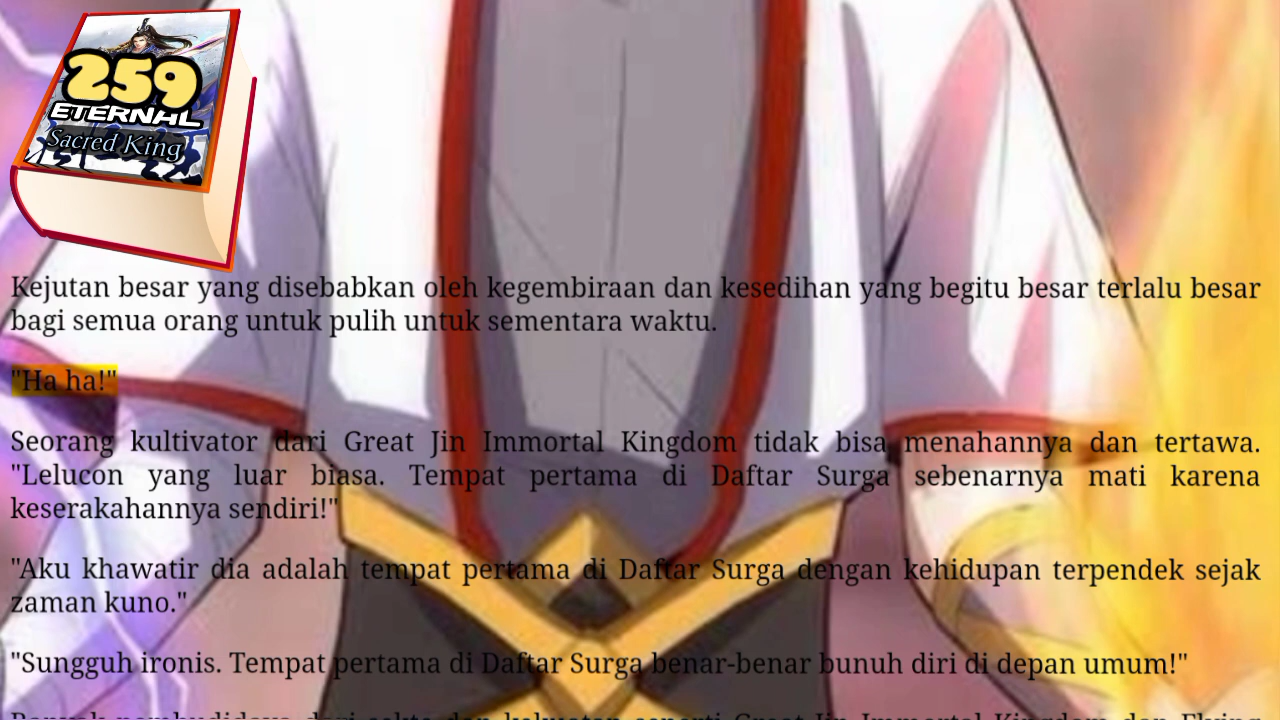 259
ETERNAL
Sacred King
Kejutan besar yang disebabkan oleh kegembiraan dan kesedihan yang begitu besar terlalu besar
bagi semua orang untuk pulih untuk sementara waktu.
"Ha ha!"
Seorang kultivator dari Great Jin Immortal Kingdom tidak bisa menahannya dan tertawa.
"Lelucon yang luar biasa. Tempat pertama di Daftar Surga sebenarnya mati karena
keserakahannya sendiri!"
"Aku khawatir dia adalah tempat pertama di Daftar Surga dengan kehidupan terpendek sejak
zaman kuno."
"Sungguh ironis. Tempat pertama di Daftar Surga benar-benar bunuh diri di depan umum!"